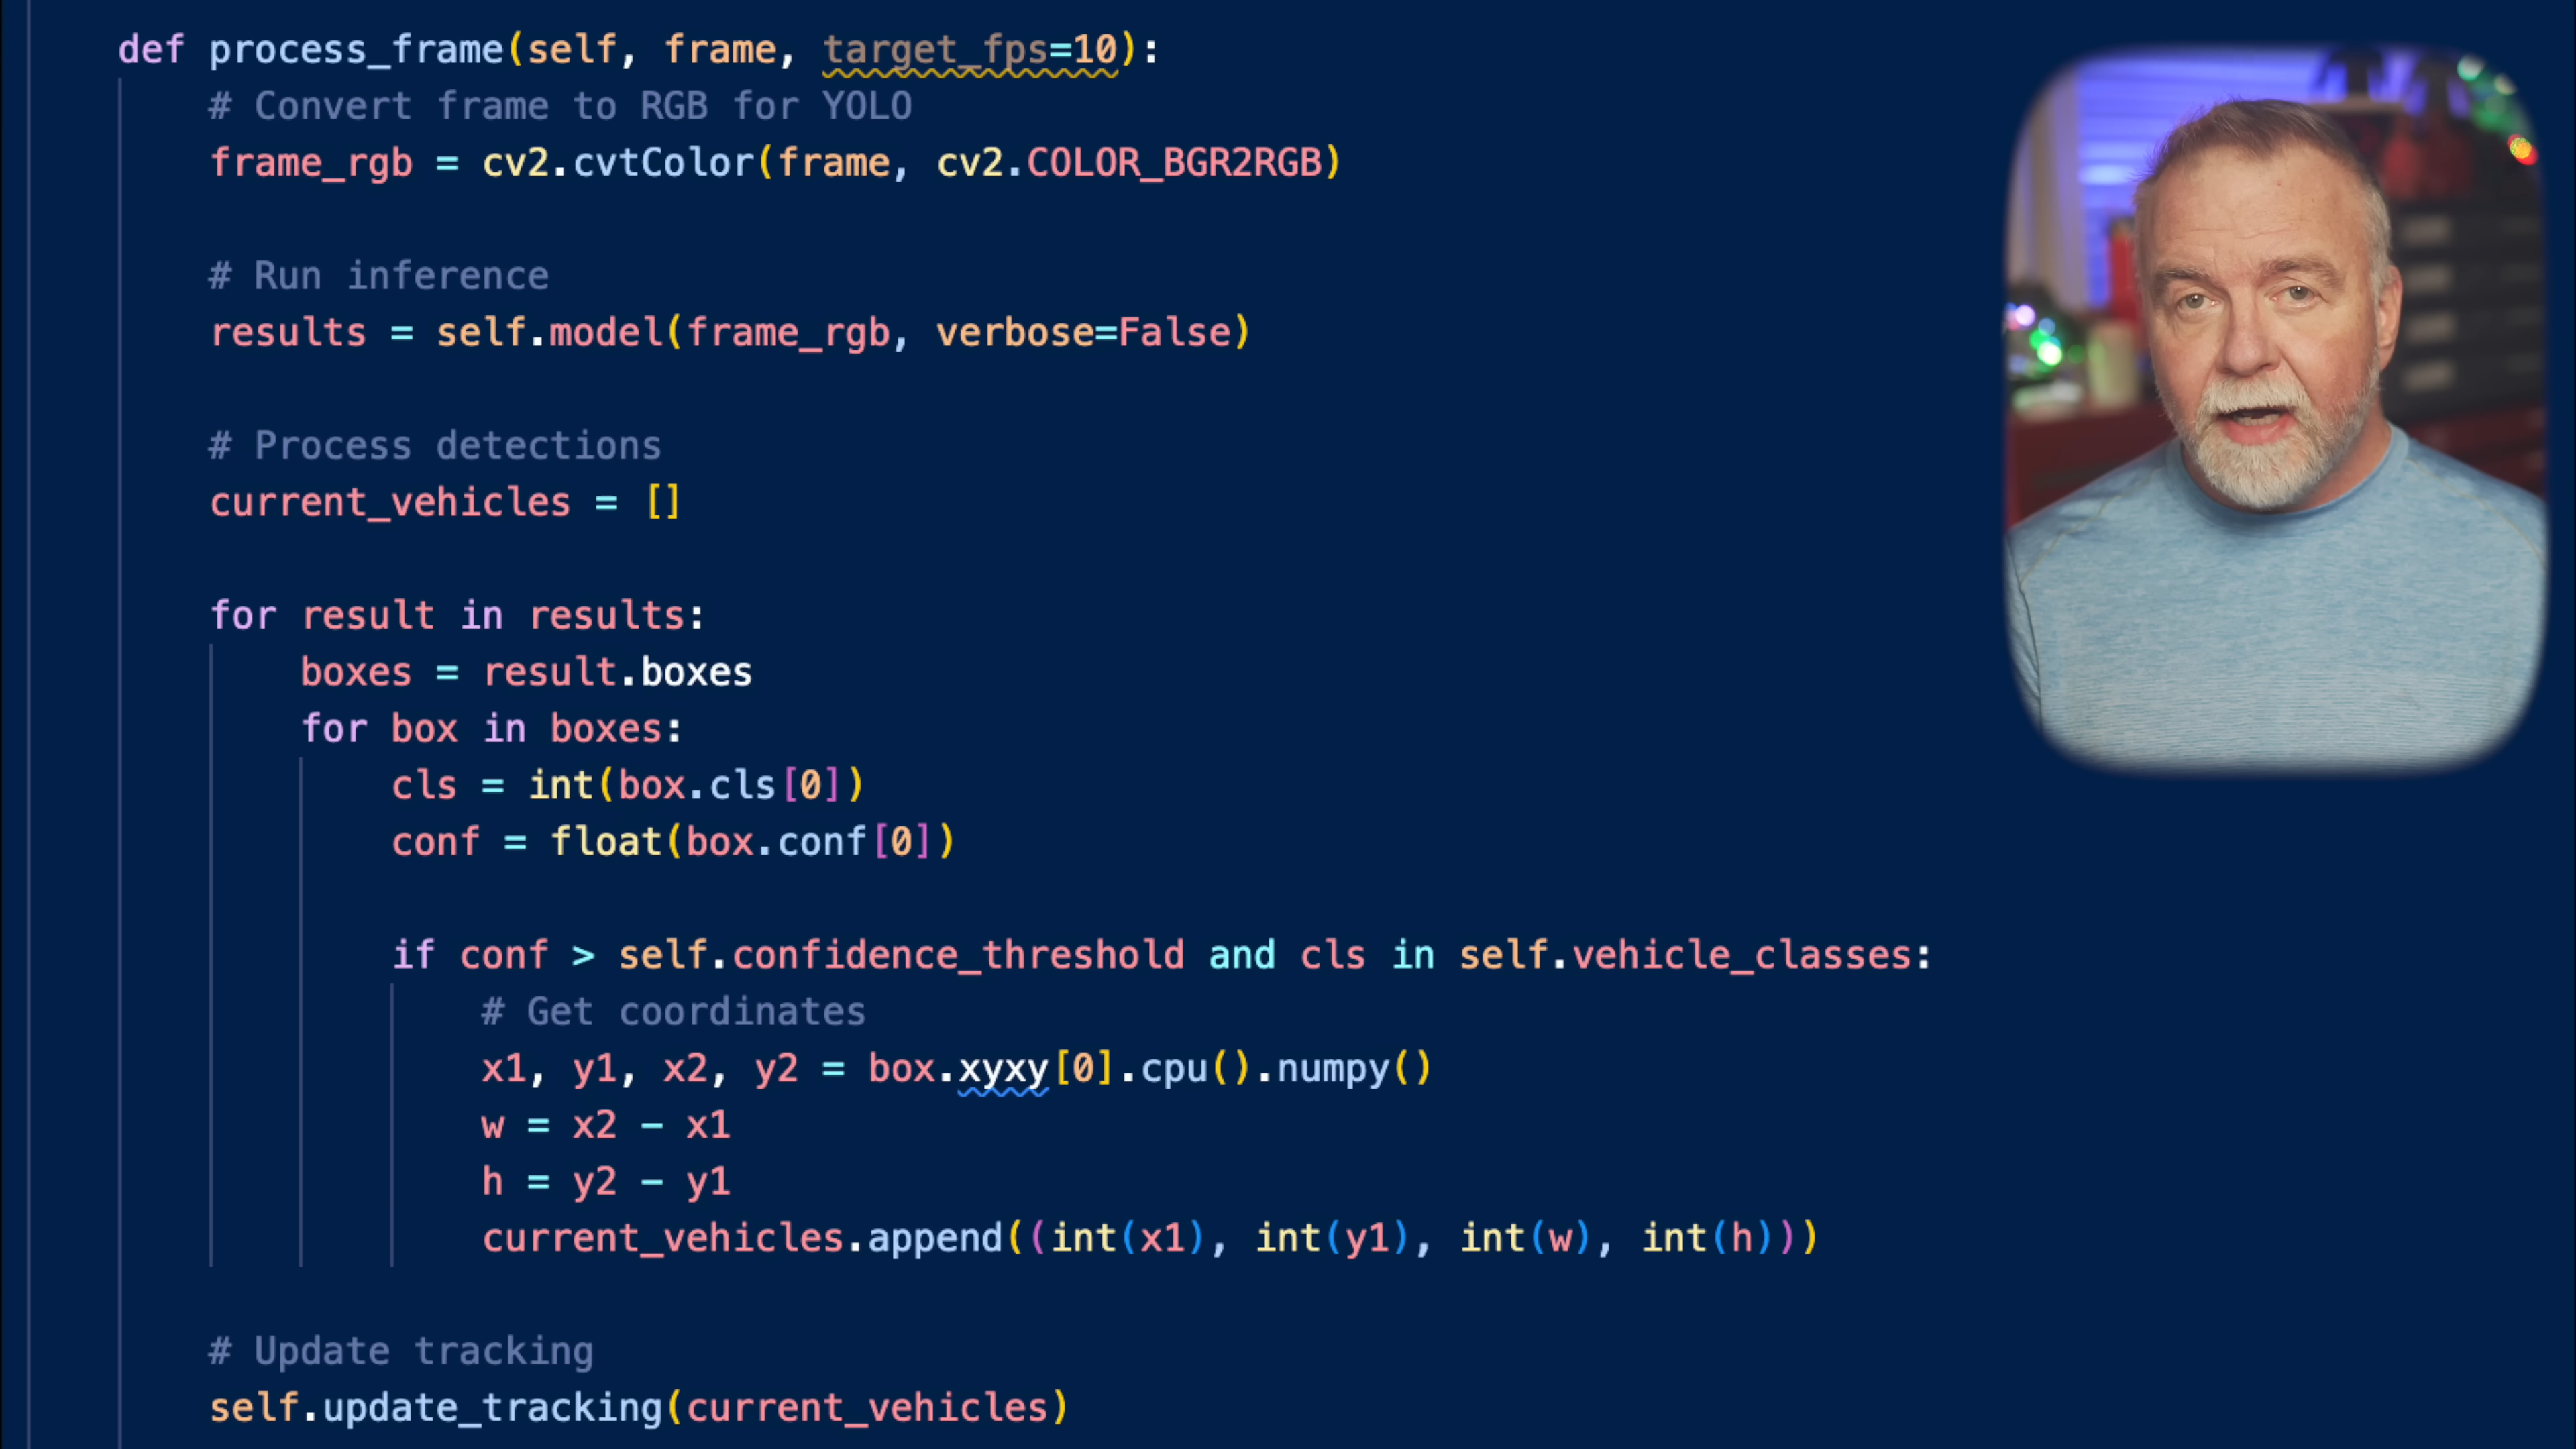 def process_frame(self, frame, target_fps=10):
# Convert frame to RGB for YOLO
frame_rgb = cv2.cvtColor(frame, cv2.COLOR_BGR2RGB)
# Run inference
results = self.model(frame_rgb, verbose=False)
# Process detections
current_vehicles = []
for result in results:
boxes = result.boxes
for box in boxes:
cls = int(box.cls[0])
conf = float(box.conf[0])
if conf > self.confidence_threshold and cls in self.vehicle_classes:
# Get coordinates
x1, y1, x2, y2 = box.xyxy[0].cpu().numpy()
w = x2 - x1
h = y2 - y1
current_vehicles.append((int(x1), int(y1), int(w), int(h)))
# Update tracking
self.update_tracking(current_vehicles)